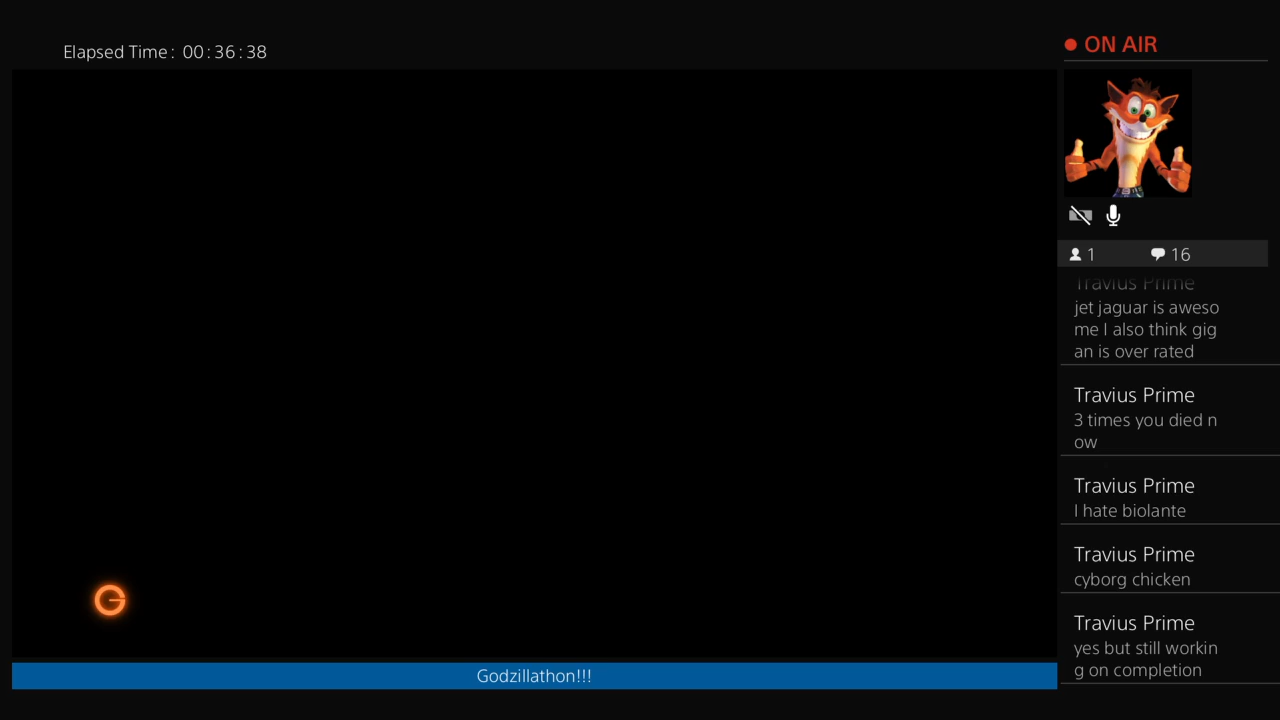 Elapsed Time: 00:36:38
ON AIR
1
16
Travius Prime
jet jaguar is aweso
me I also think gig
an is over rated
Travius Prime
3 times you died n
ow
Travius Prime
I hate biolante
Travius Prime
cyborg chicken
Travius Prime
yes but still workin
g on completion
G
Godzillathon!!!